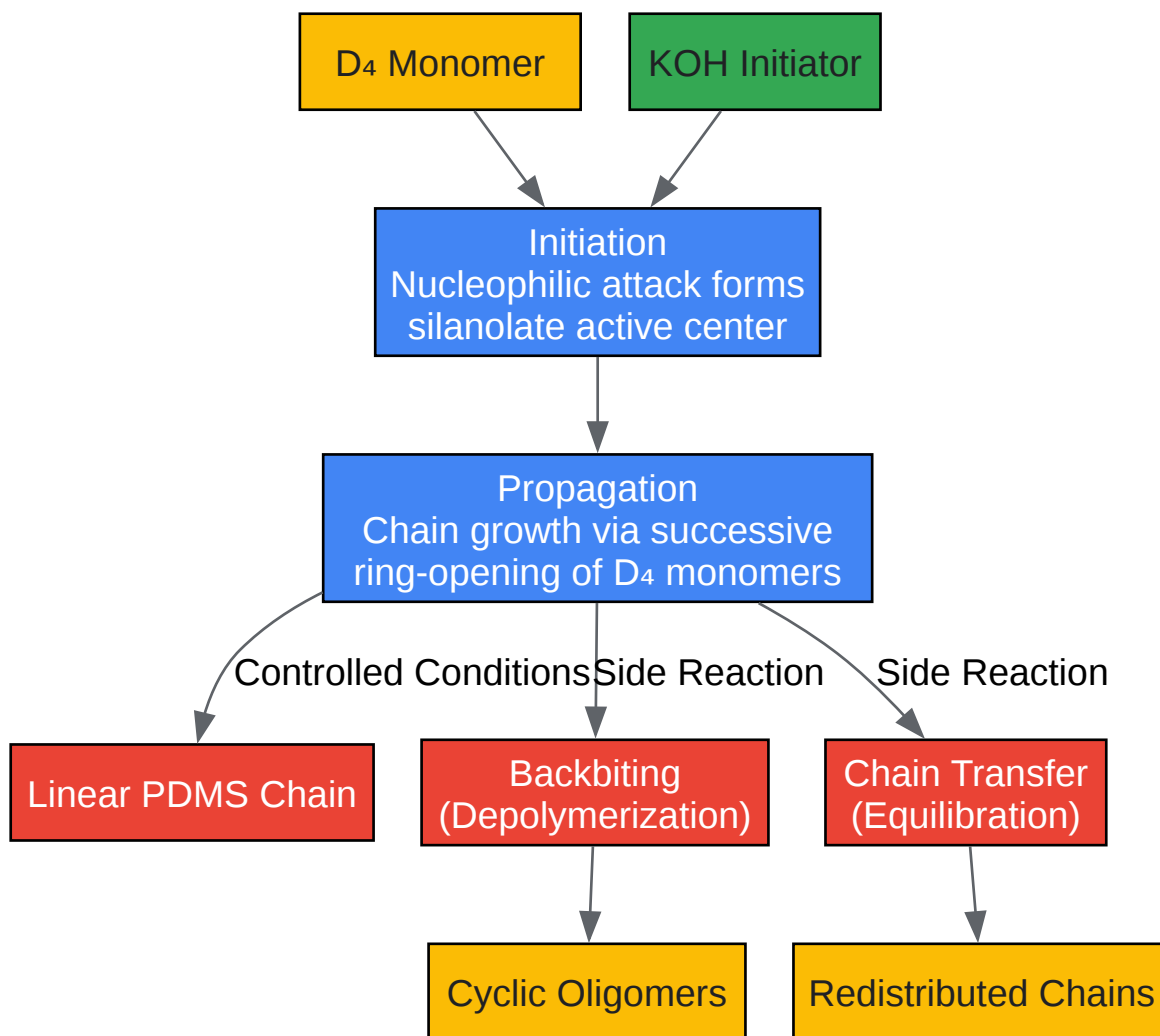 D₄ Monomer
KOH Initiator
Initiation
Nucleophilic attack forms
silanolate active center
Propagation
Chain growth via successive
ring-opening of D₄ monomers
Controlled Conditions
Side Reaction
Side Reaction
Linear PDMS Chain
Backbiting
(Depolymerization)
Chain Transfer
(Equilibration)
Cyclic Oligomers
Redistributed Chains